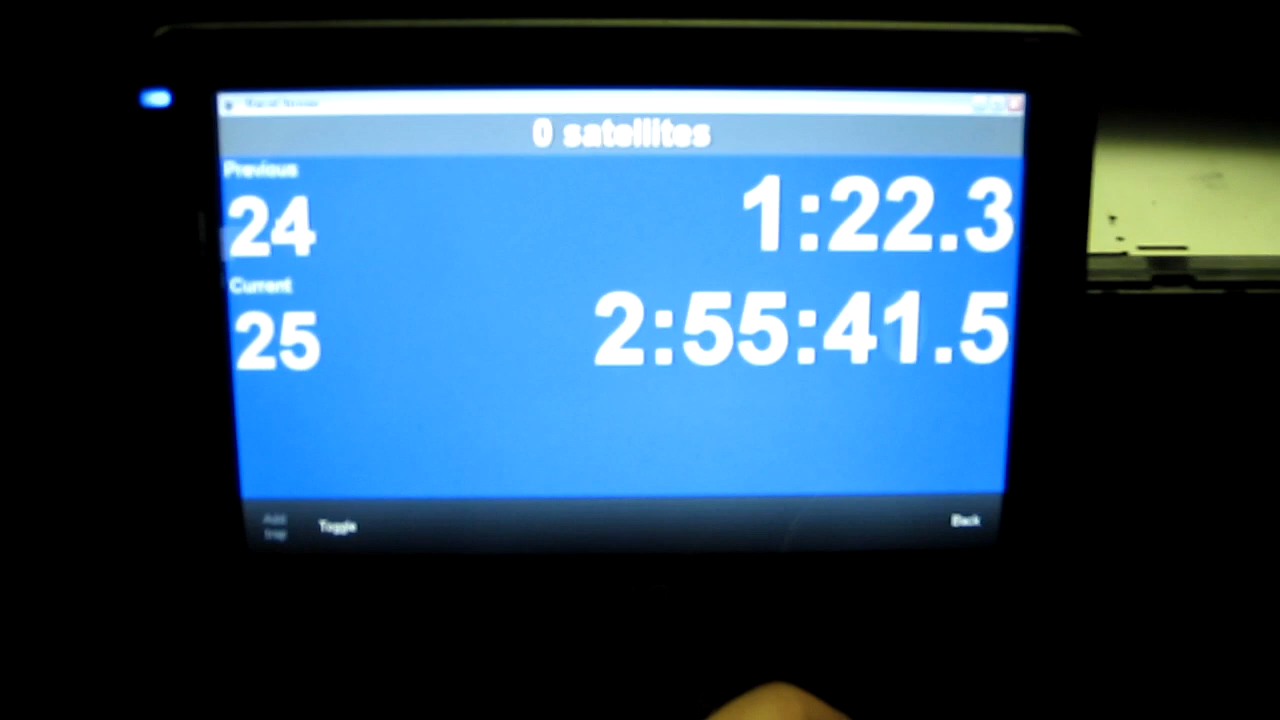 0 satellites
Previous
24 1:22.3
Current
25 2:55:41.5
Toggle Back